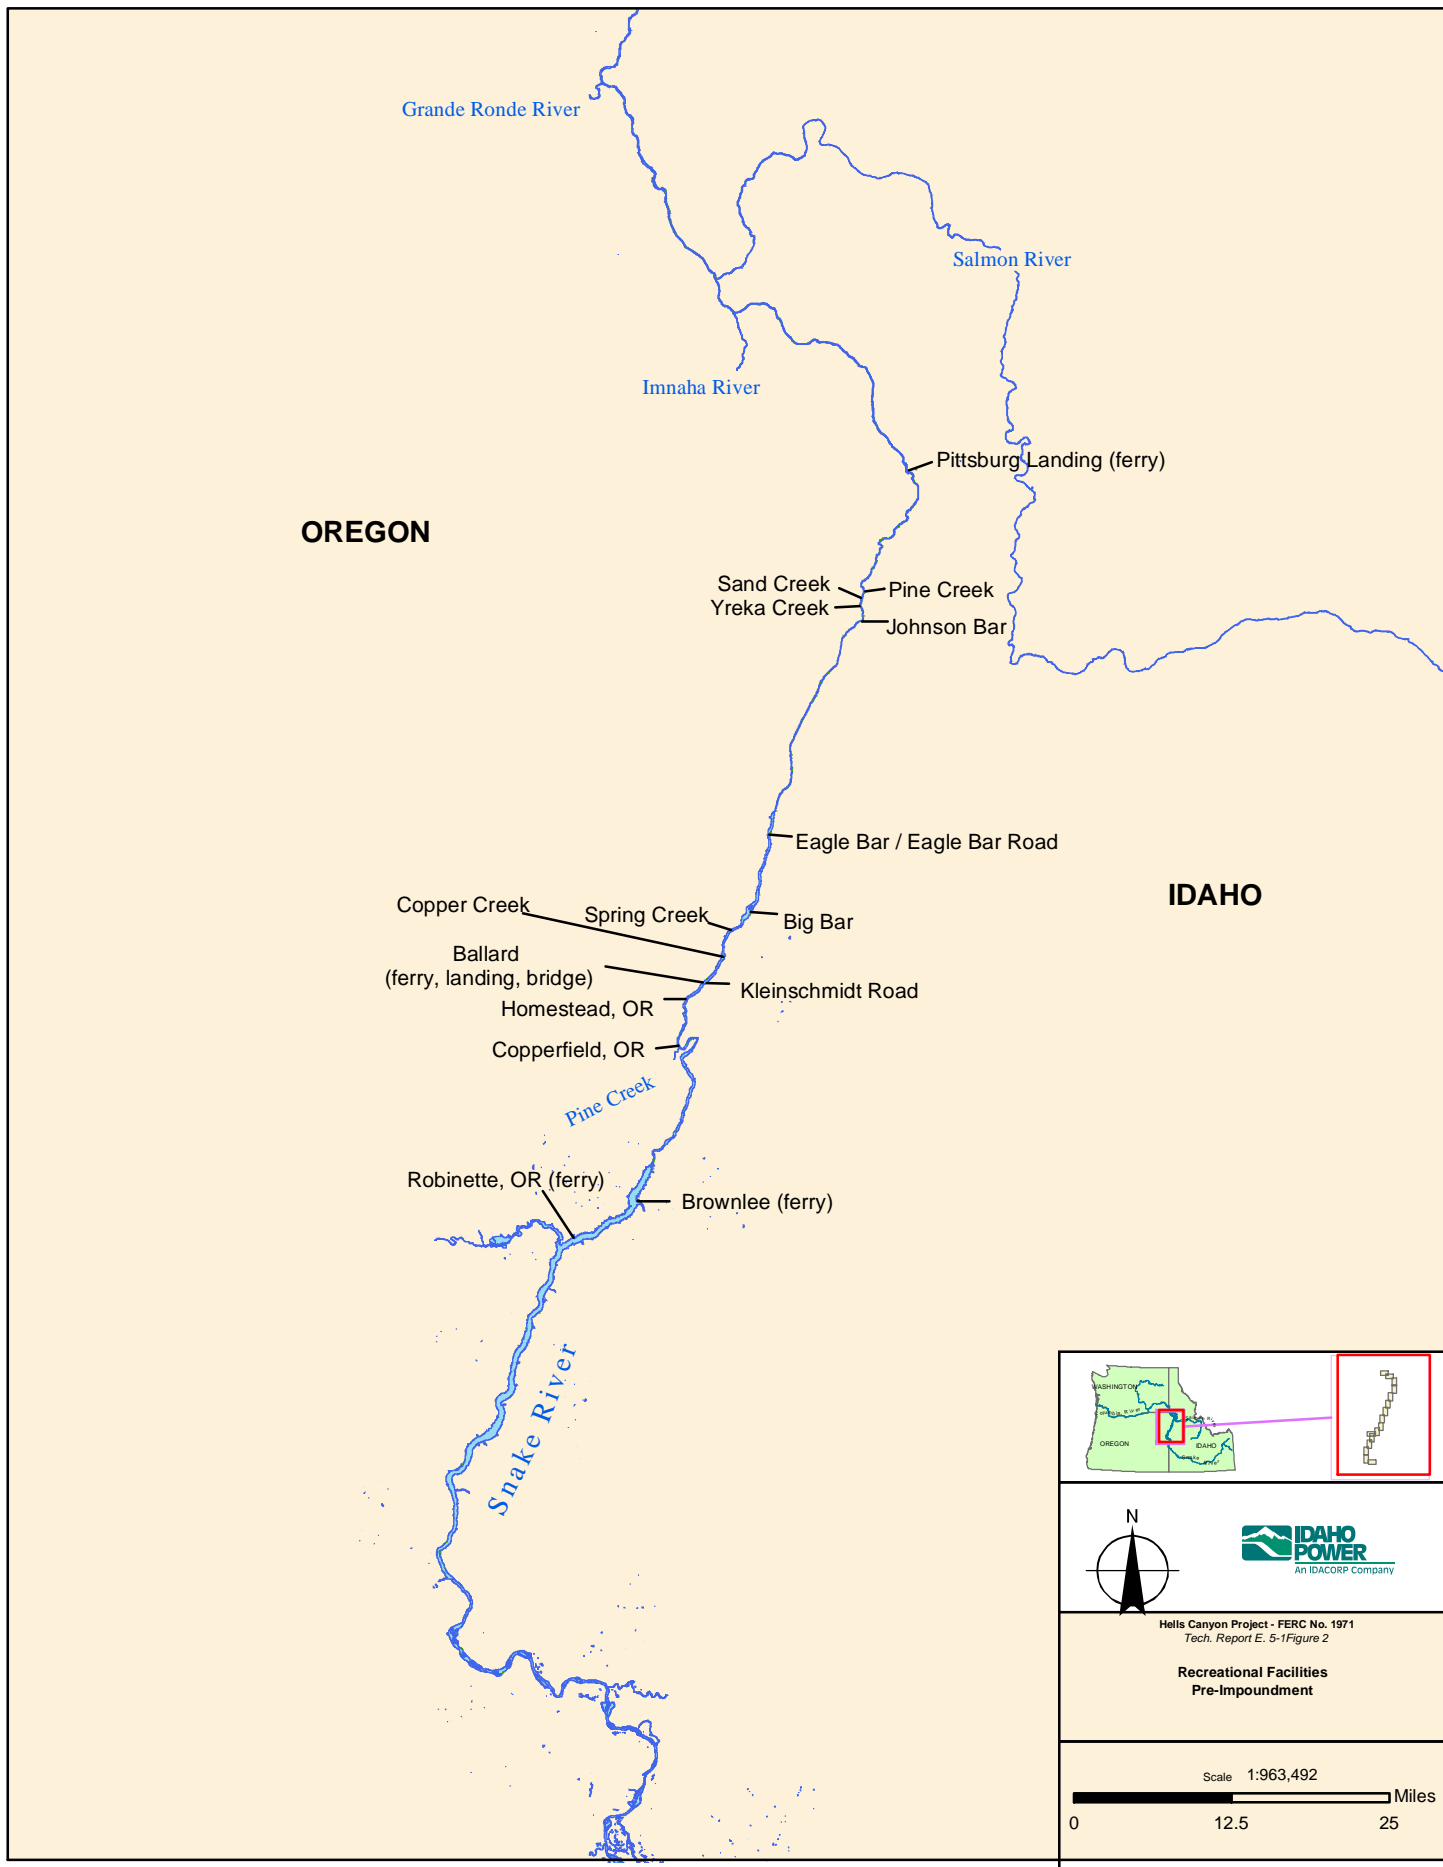 Grande Ronde River
Salmon River
Imnaha River
Pittsburg Landing (ferry)
OREGON
Sand Creek
Pine Creek
Yreka Creek
Johnson Bar
Eagle Bar / Eagle Bar Road
IDAHO
Copper Creek
Spring Creek
Big Bar
Ballard
(ferry, landing, bridge)
Kleinschmidt Road
Homestead, OR
Copperfield, OR
Pine Creek
Robinette, OR (ferry)
Brownlee (ferry)
Snake River
WASHINGTON
Columbia River
OREGON
IDAHO
Snake River
N
IDAHO
POWER
An IDACORP Company
Hells Canyon Project - FERC No. 1971
Tech. Report E. 5-1Figure 2
Recreational Facilities
Pre-Impoundment
Scale 1:963,492
Miles
0 12.5 25